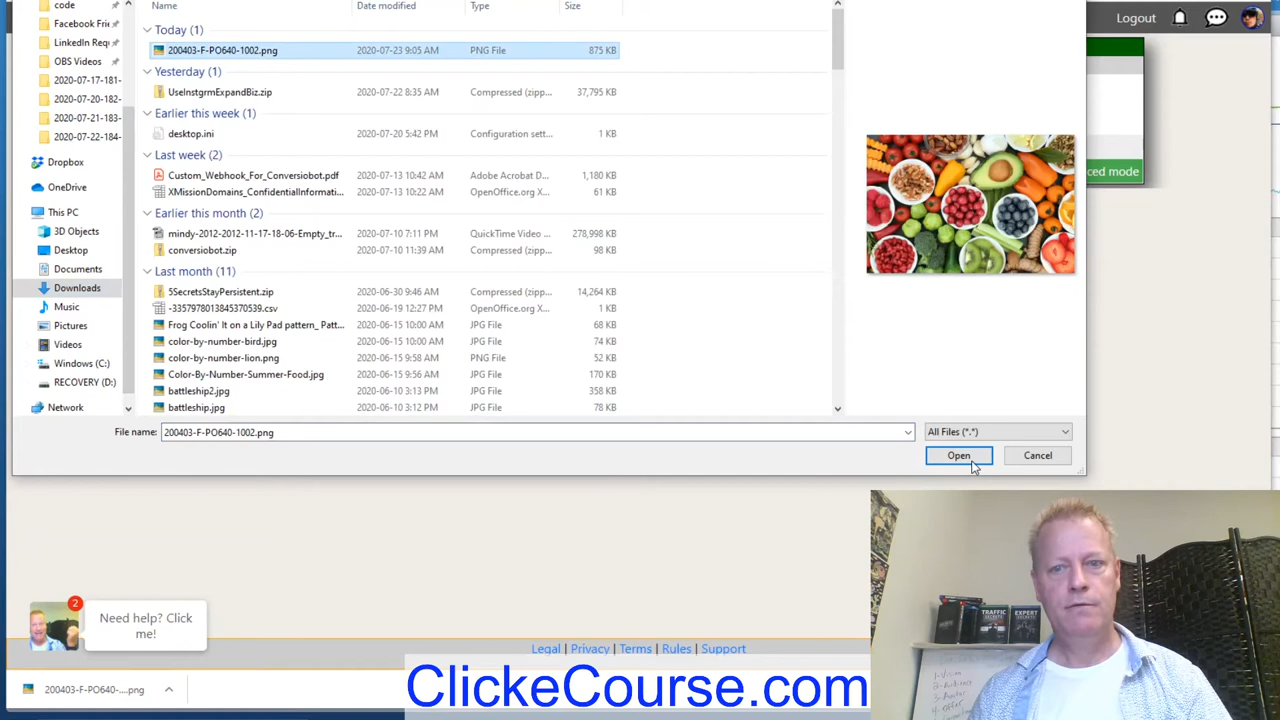 code
Facebook Frie
LinkedIn Requ
OBS Videos
2020-07-17-181-
2020-07-20-182-
2020-07-21-183-
2020-07-22-184-
Dropbox
OneDrive
This PC
3D Objects
Desktop
Documents
Downloads
Music
Pictures
Videos
Windows (C:)
RECOVERY (D:)
Network
Name Date modified Type Size
Today (1)
200403-F-PO640-1002.png 2020-07-23 9:05 AM PNG File 875 KB
Yesterday (1)
UseInstgrmExpandBiz.zip 2020-07-22 8:35 AM Compressed (zipp... 37,795 KB
Earlier this week (1)
desktop.ini 2020-07-20 5:42 PM Configuration sett... 1 KB
Last week (2)
Custom_Webhook_For_Conversiobot.pdf 2020-07-13 10:42 AM Adobe Acrobat D... 1,180 KB
XMissionDomains_ConfidentialInformati... 2020-07-13 10:22 AM OpenOffice.org X... 61 KB
Earlier this month (2)
mindy-2012-2012-11-17-18-06-Empty_tr... 2020-07-10 7:11 PM QuickTime Video ... 278,998 KB
conversiobot.zip 2020-07-10 11:39 AM Compressed (zipp... 98 KB
Last month (11)
5SecretsStayPersistent.zip 2020-06-30 9:46 AM Compressed (zipp... 14,264 KB
-3357978013845370539.csv 2020-06-19 12:27 PM OpenOffice.org X... 1 KB
Frog Coolin' It on a Lily Pad pattern_ Patt... 2020-06-15 10:00 AM JPG File 68 KB
color-by-number-bird.jpg 2020-06-15 10:00 AM JPG File 74 KB
color-by-number-lion.png 2020-06-15 9:58 AM PNG File 52 KB
Color-By-Number-Summer-Food.jpg 2020-06-15 9:56 AM JPG File 170 KB
battleship2.jpg 2020-06-10 3:13 PM JPG File 358 KB
battleship.jpg 2020-06-10 3:12 PM JPG File 78 KB
File name: 200403-F-PO640-1002.png All Files (*.*)
Open Cancel
Logout
ced mode
2
Need help? Click
me!
Legal | Privacy | Terms | Rules | Support
200403-F-PO640-....png
ClickeCourse.com
TRAFFIC
SECRETS
EXPERT
SECRETS
1-Vision